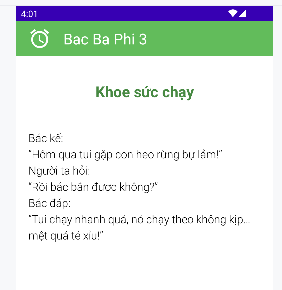 4:01
Bac Ba Phi 3
Khoe sức chạy
Bác kể:
“Hôm qua tui gặp con heo rừng bự lắm!”
Người ta hỏi:
“Rồi bác bắn được không?”
Bác đáp:
“Tui chạy nhanh quá, nó chạy theo không kịp…
mệt quá té xỉu!”